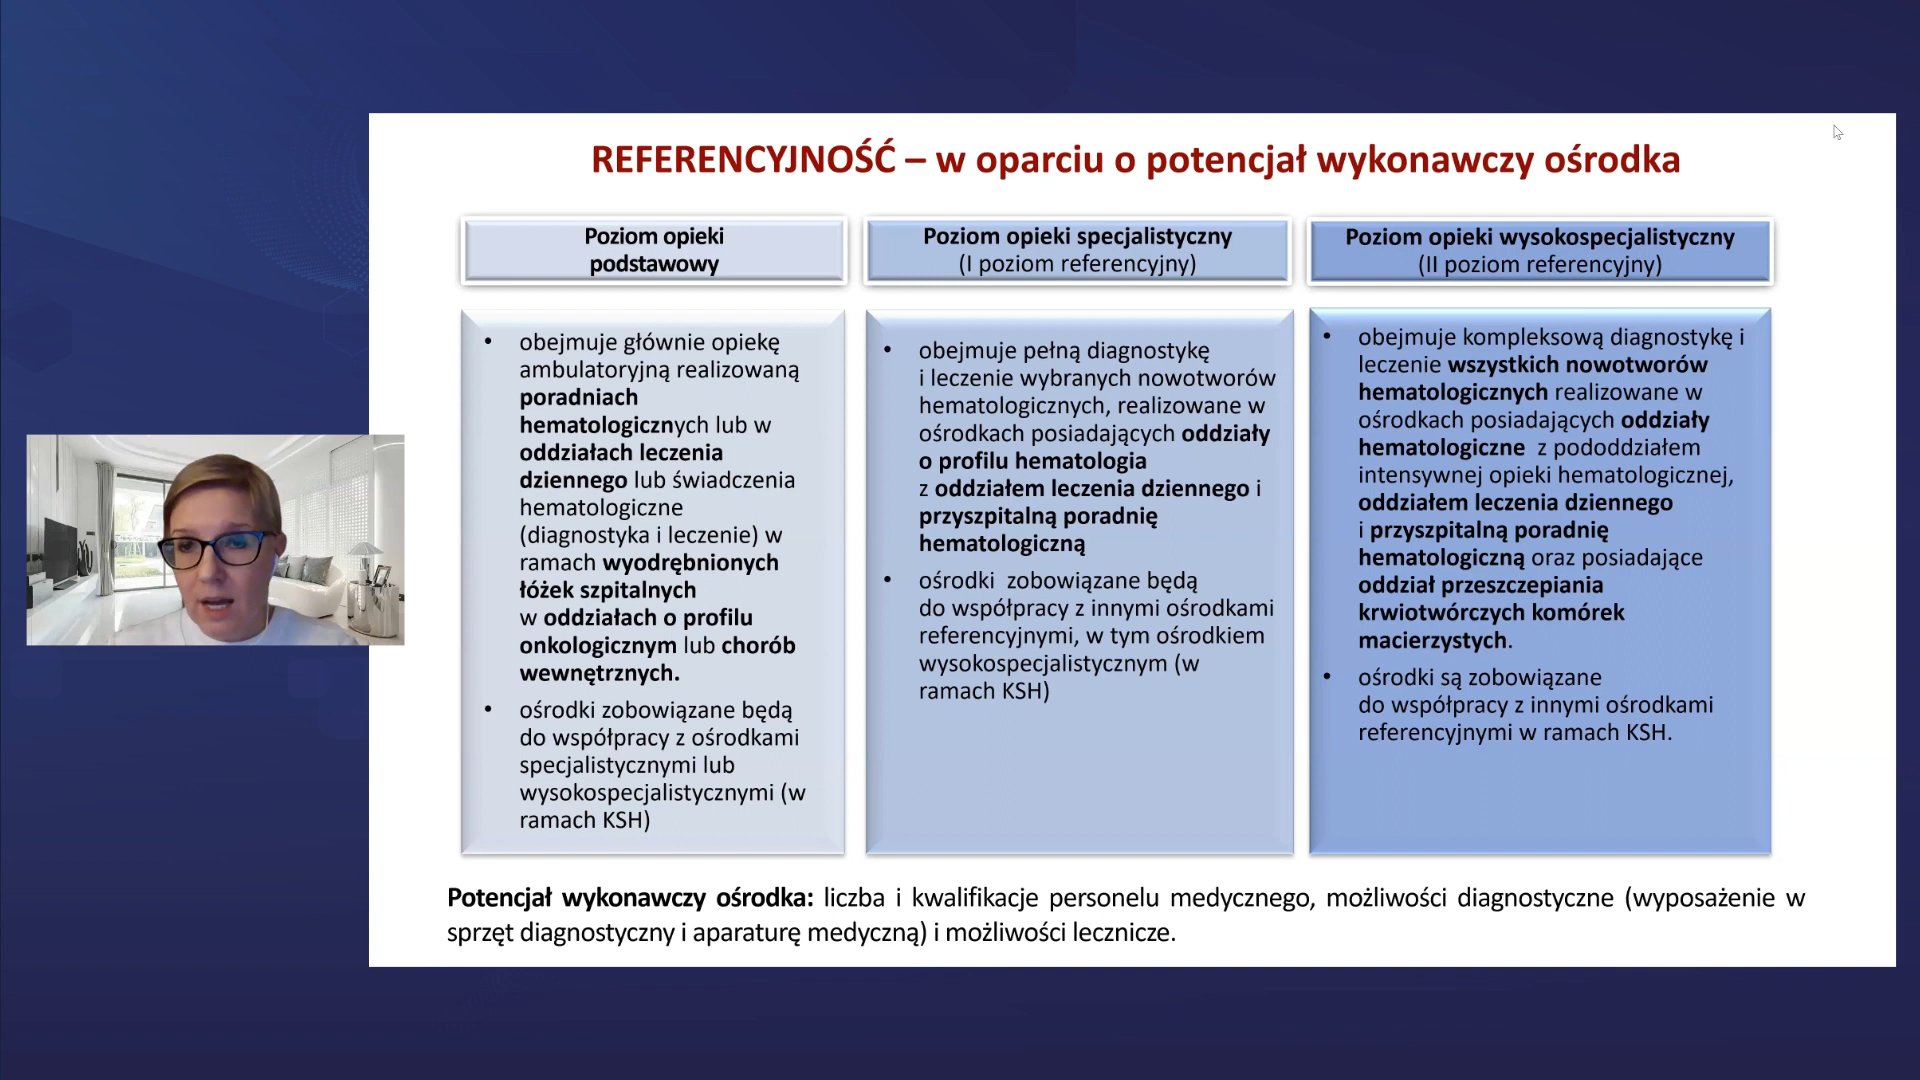 REFERENCYJNOŚĆ – w oparciu o potencjał wykonawczy ośrodka
Poziom opieki
podstawowy
obejmuje głównie opiekę
ambulatoryjną realizowaną
poradniach
hematologicznych lub w
oddziałach leczenia
dziennego lub świadczenia
hematologiczne
(diagnostyka i leczenie) w
ramach wyodrębnionych
łóżek szpitalnych
w oddziałach o profilu
onkologicznym lub chorób
wewnętrznych.
ośrodki zobowiązane będą
do współpracy z ośrodkami
specjalistycznymi lub
wysokospecjalistycznymi (w
ramach KSH)
Poziom opieki specjalistyczny
(I poziom referencyjny)
obejmuje pełną diagnostykę
i leczenie wybranych nowotworów
hematologicznych, realizowane w
ośrodkach posiadających oddziały
o profilu hematologia
z oddziałem leczenia dziennego i
przyszpitalną poradnię
hematologiczną
ośrodki zobowiązane będą
do współpracy z innymi ośrodkami
referencyjnymi, w tym ośrodkiem
wysokospecjalistycznym (w
ramach KSH)
Poziom opieki wysokospecjalistyczny
(II poziom referencyjny)
obejmuje kompleksową diagnostykę i
leczenie wszystkich nowotworów
hematologicznych realizowane w
ośrodkach posiadających oddziały
hematologiczne z pododdziałem
intensywnej opieki hematologicznej,
oddziałem leczenia dziennego
i przyszpitalną poradnię
hematologiczną oraz posiadające
oddział przeszczepiania
krwiotwórczych komórek
macierzystych.
ośrodki są zobowiązane
do współpracy z innymi ośrodkami
referencyjnymi w ramach KSH.
Potencjał wykonawczy ośrodka: liczba i kwalifikacje personelu medycznego, możliwości diagnostyczne (wyposażenie w
sprzęt diagnostyczny i aparaturę medyczną) i możliwości lecznicze.